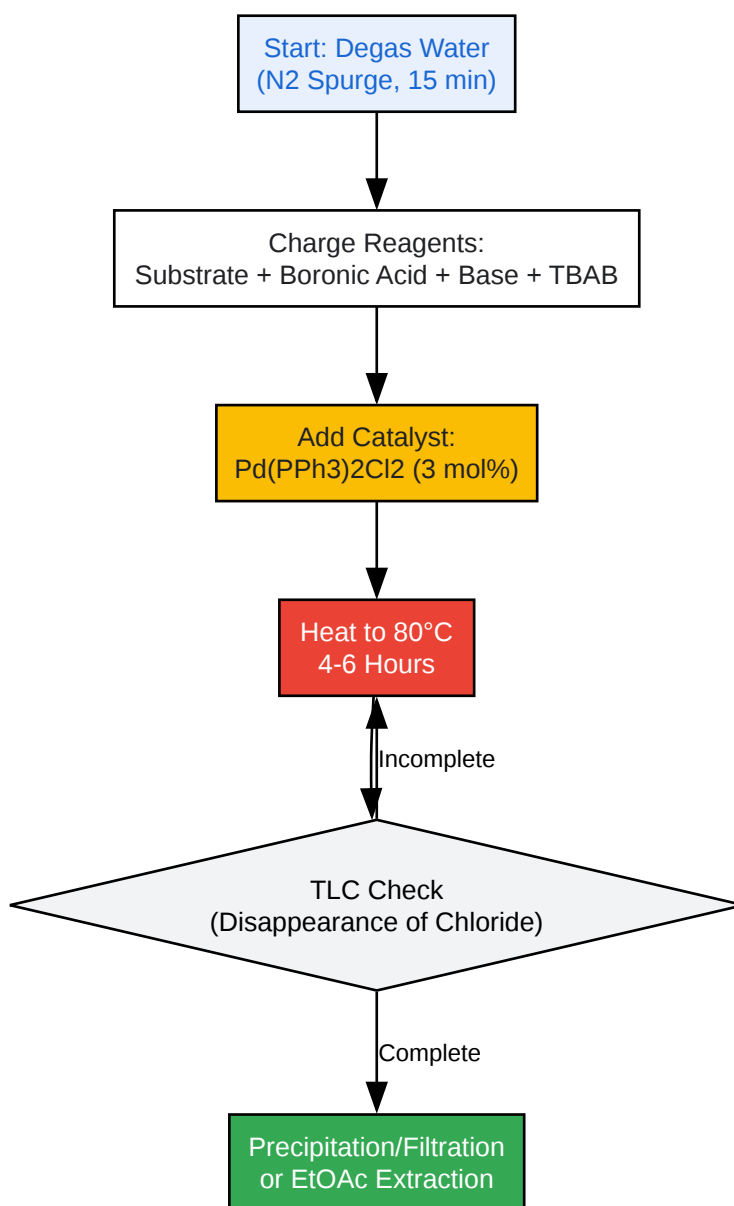 Start: Degas Water
(N2 Spurge, 15 min)
Charge Reagents:
Substrate + Boronic Acid + Base + TBAB
Add Catalyst:
Pd(PPh3)2Cl2 (3 mol%)
Heat to 80°C
4-6 Hours
Incomplete
TLC Check
(Disappearance of Chloride)
Complete
Precipitation/Filtration
or EtOAc Extraction